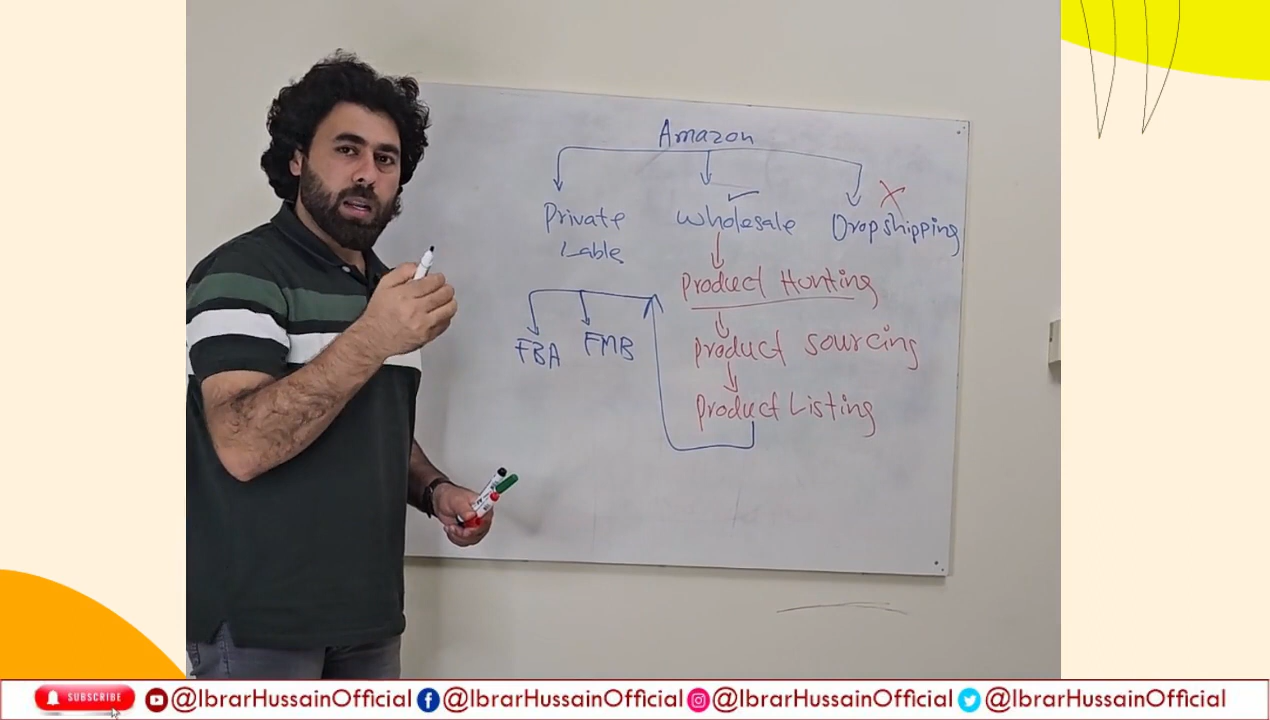 Amazon
Private Lable
Wholesale
Dropshipping
Product Hunting
Product sourcing
Product Listing
FBA
FMB
SUBSCRIBE
@IbrarHussainOfficial
@IbrarHussainOfficial
@IbrarHussainOfficial
@IbrarHussainOfficial